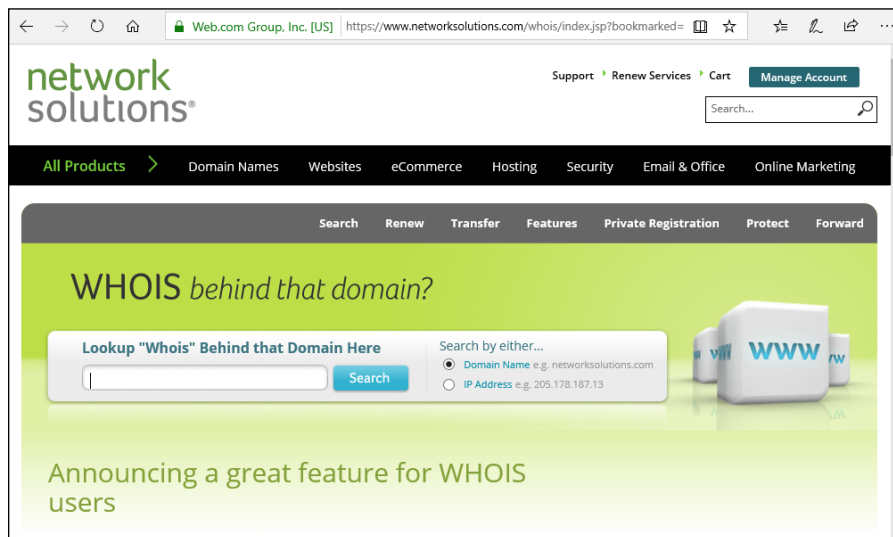 Web.com Group, Inc. [US] https://www.networksolutions.com/whois/index.jsp?bookmarked=
network
solutions®
Support Renew Services Cart Manage Account
Search...
All Products Domain Names Websites eCommerce Hosting Security Email & Office Online Marketing
Search Renew Transfer Features Private Registration Protect Forward
WHOIS behind that domain?
Lookup "Whois" Behind that Domain Here
Search by either...
Domain Name e.g. networksolutions.com
Search
IP Address e.g. 205.178.187.13
WWW
Announcing a great feature for WHOIS
users